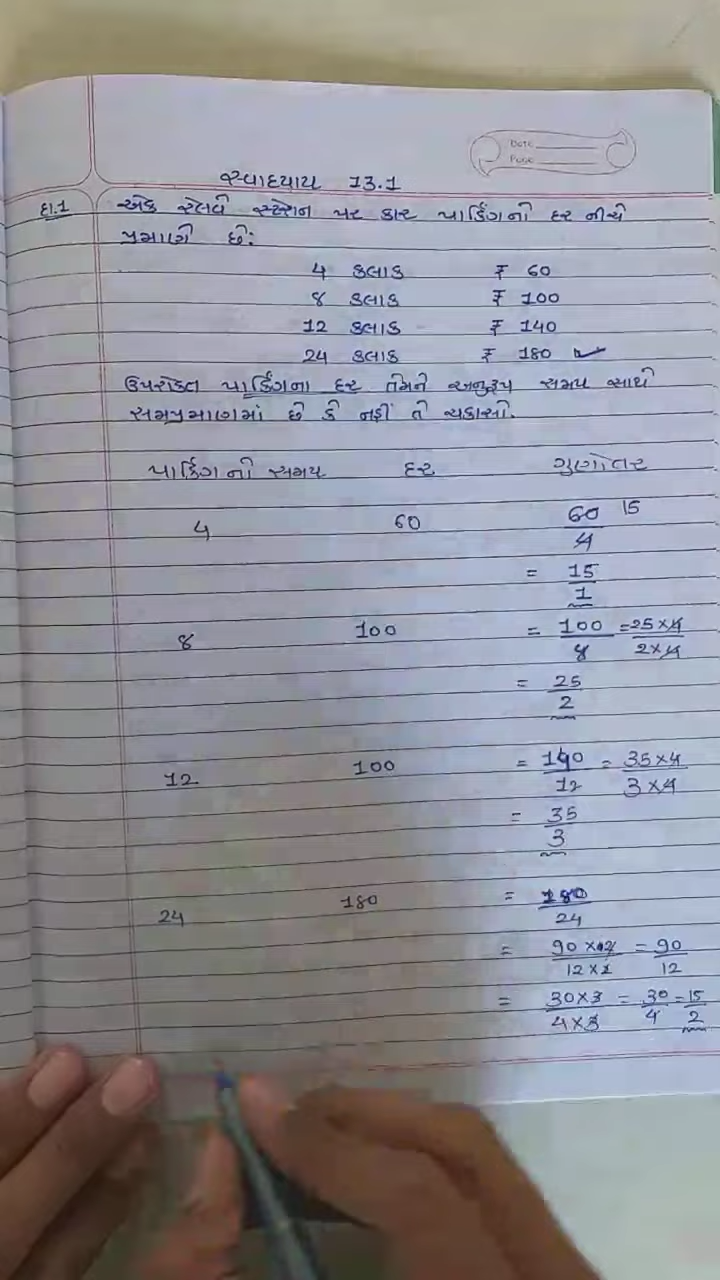 Date
Page
સ્વાધ્યાય 13.1
દા.1 એક રેલવે સ્ટેશન પર કાર પાર્કિંગનો દર નીચે
પ્રમાણે છે:
4 કલાક ₹ 60
8 કલાક ₹ 100
12 કલાક ₹ 140
24 કલાક ₹ 180
ઉપરોક્ત પાર્કિંગના દર તેમને અનુરૂપ સમય સાથે
સમપ્રમાણમાં છે કે નહીં તે ચકાસો.
પાર્કિંગ નો સમય દર ગુણોતર
4 60 60/4 15
= 15/1
8 100 = 100/8 = 25×4/2×4
= 25/2
12 100 = 140/12 = 35×4/3×4
= 35/3
24 180 = 180/24
= 90×2/12×2 = 90/12
= 30×3/4×3 = 30/4 = 15/2